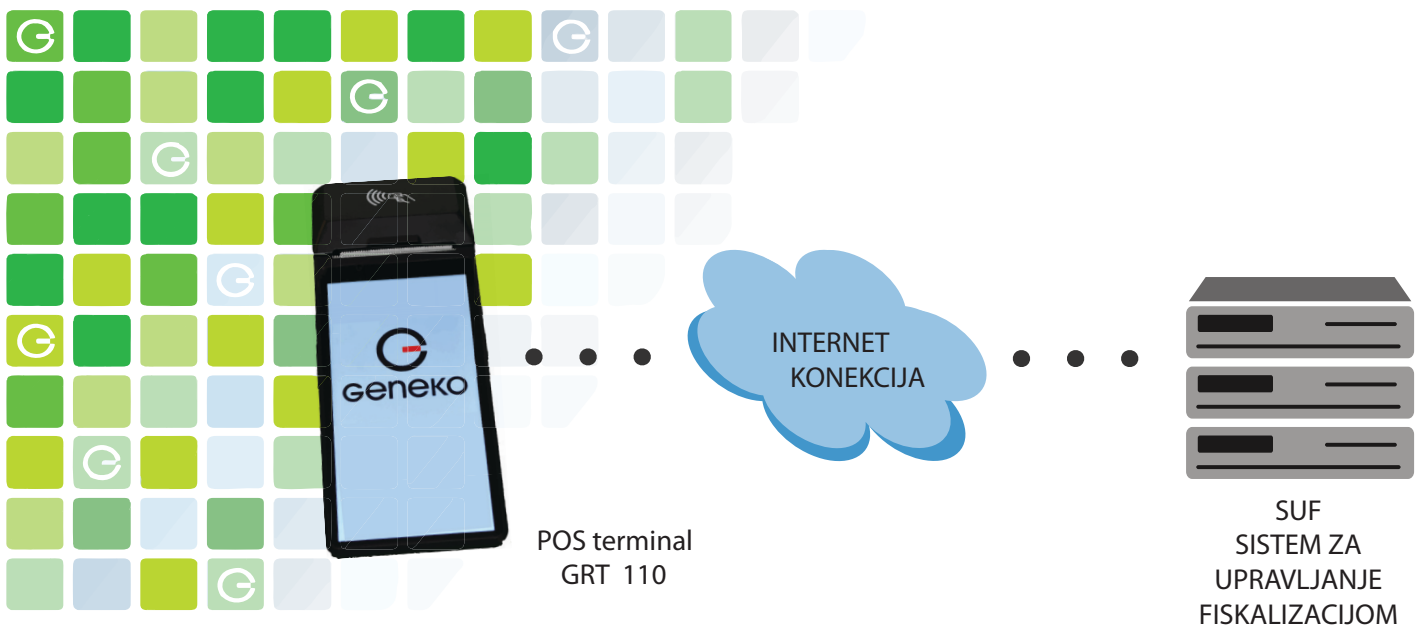 GENEKO
POS terminal
GRT 110
INTERNET
KONEKCIJA
SUF
SISTEM ZA
UPRAVLJANJE
FISKALIZACIJOM